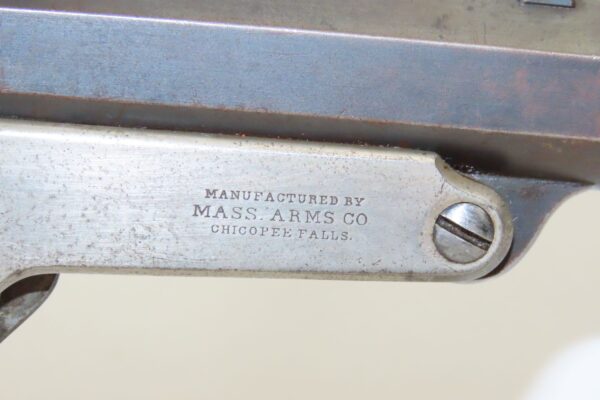 MANUFACTURED BY
MASS. ARMS CO
CHICOPEE FALLS.